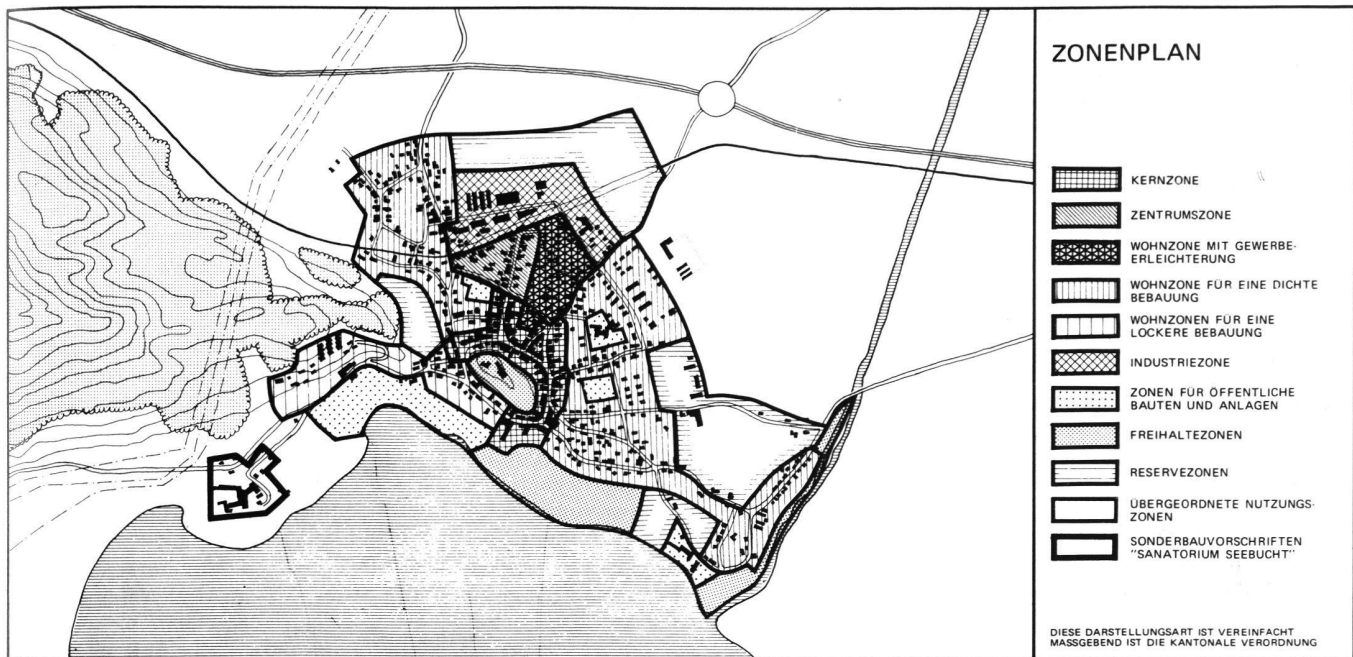 ZONENPLAN
KERNZONE
ZENTRUMSZONE
WOHNZONE MIT GEWERBE-
ERLEICHTERUNG
WOHNZONE FÜR EINE DICHTE
BEBAUUNG
WOHNZONEN FÜR EINE
LOCKERE BEBAUUNG
INDUSTRIEZONE
ZONEN FÜR ÖFFENTLICHE
BAUTEN UND ANLAGEN
FREIHALTEZONEN
RESERVEZONEN
ÜBERGEORDNETE NUTZUNGS-
ZONEN
SONDERBAUVORSCHRIFTEN
"SANATORIUM SEEBUCHT"
DIESE DARSTELLUNGSART IST VEREINFACHT
MASSGEBEND IST DIE KANTONALE VERORDNUNG